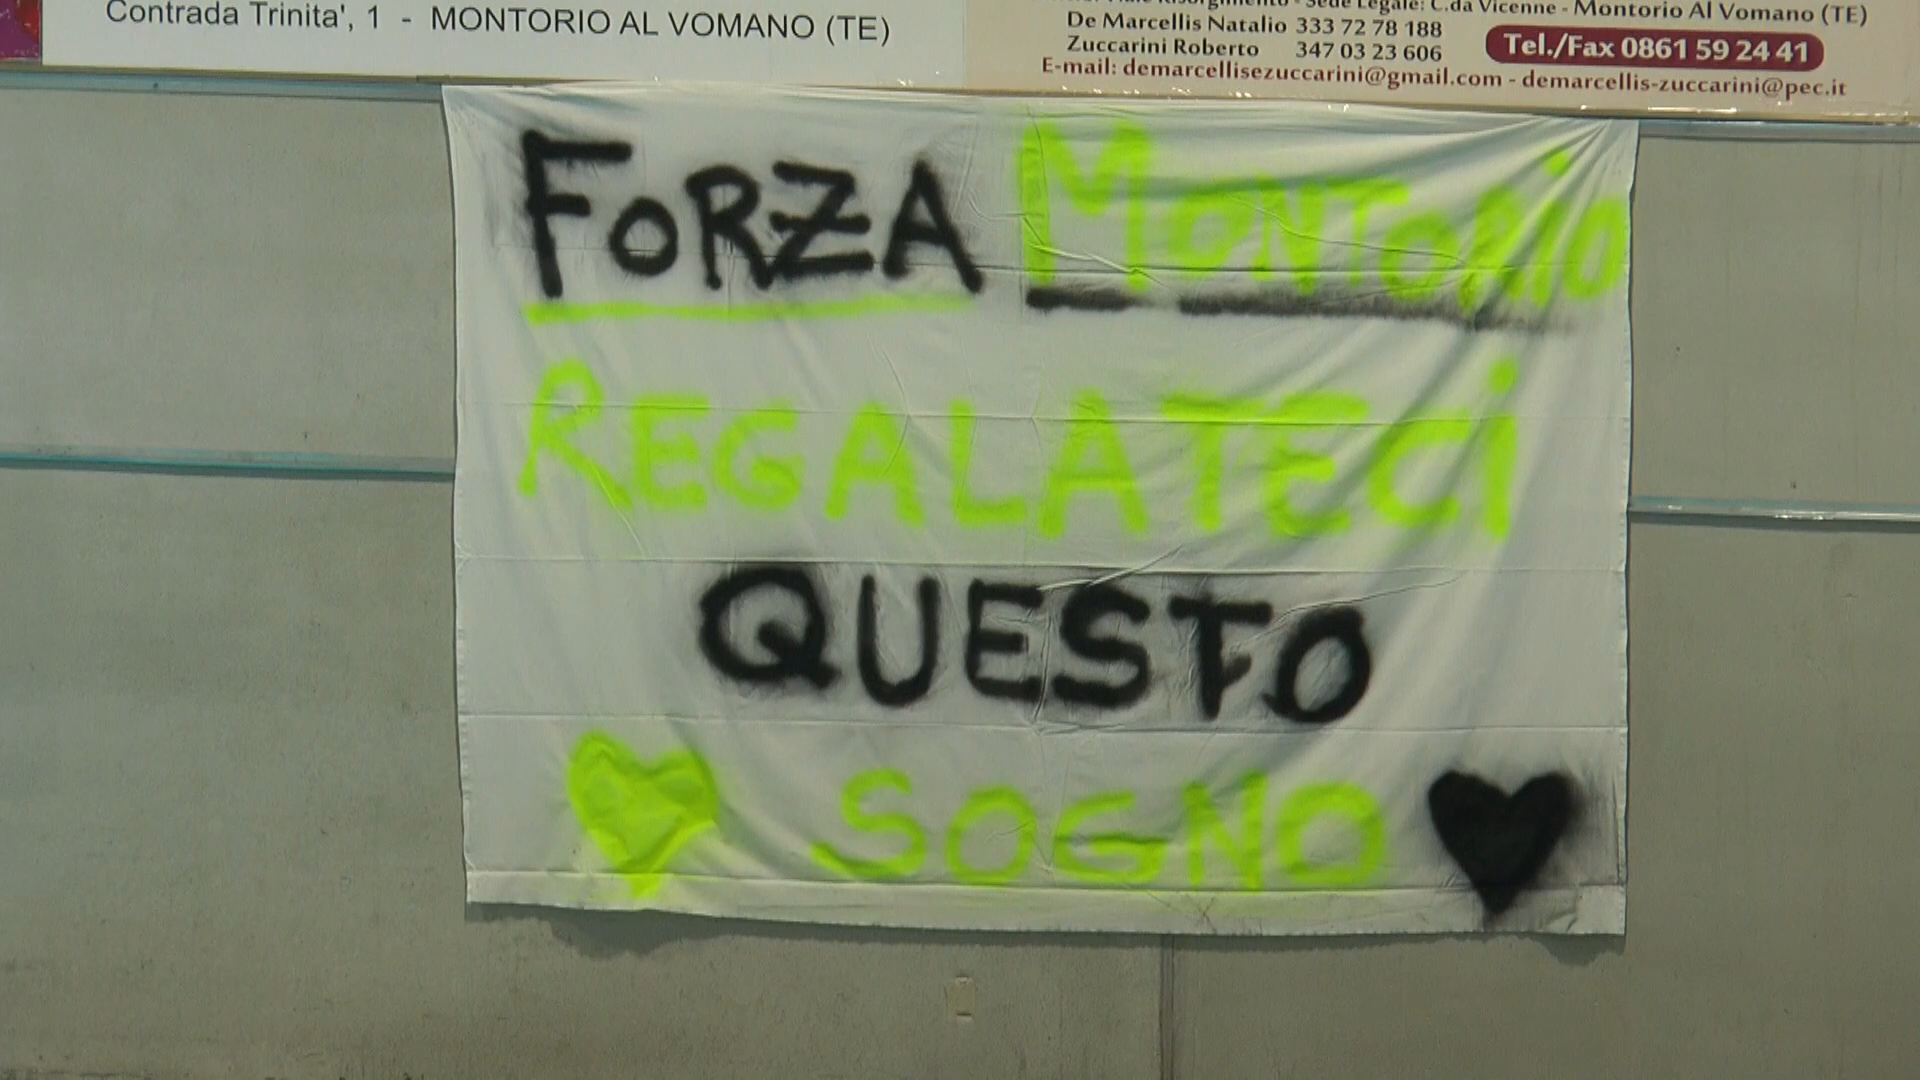 Contrada Trinita', 1 - MONTORIO AL VOMANO (TE)
Sede Legale: C.da Vicenne - Montorio Al Vomano (TE)
De Marcellis Natalio 333 72 78 188
Zuccarini Roberto 347 03 23 606
Tel./Fax 0861 59 24 41
E-mail: demarcellisezuccarini@gmail.com - demarcellis-zuccarini@pec.it
FORZA MONTORiO
REGALATECi
QUESTO
SOGNO